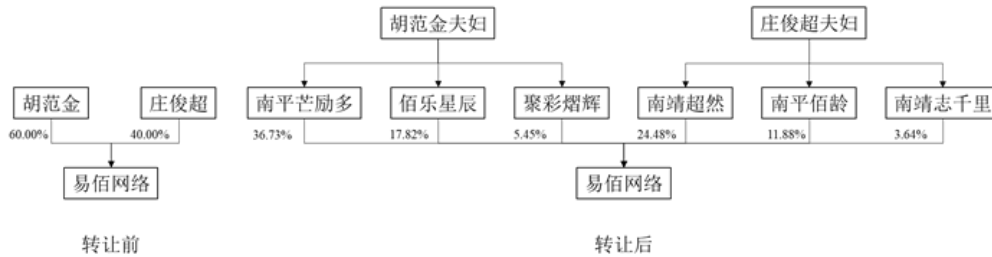 胡范金夫妇
庄俊超夫妇
胡范金
庄俊超
南平芒励多
佰乐星辰
聚彩熠辉
南靖超然
南平佰龄
南靖志千里
60.00%
40.00%
36.73%
17.82%
5.45%
24.48%
11.88%
3.64%
易佰网络
易佰网络
转让前
转让后